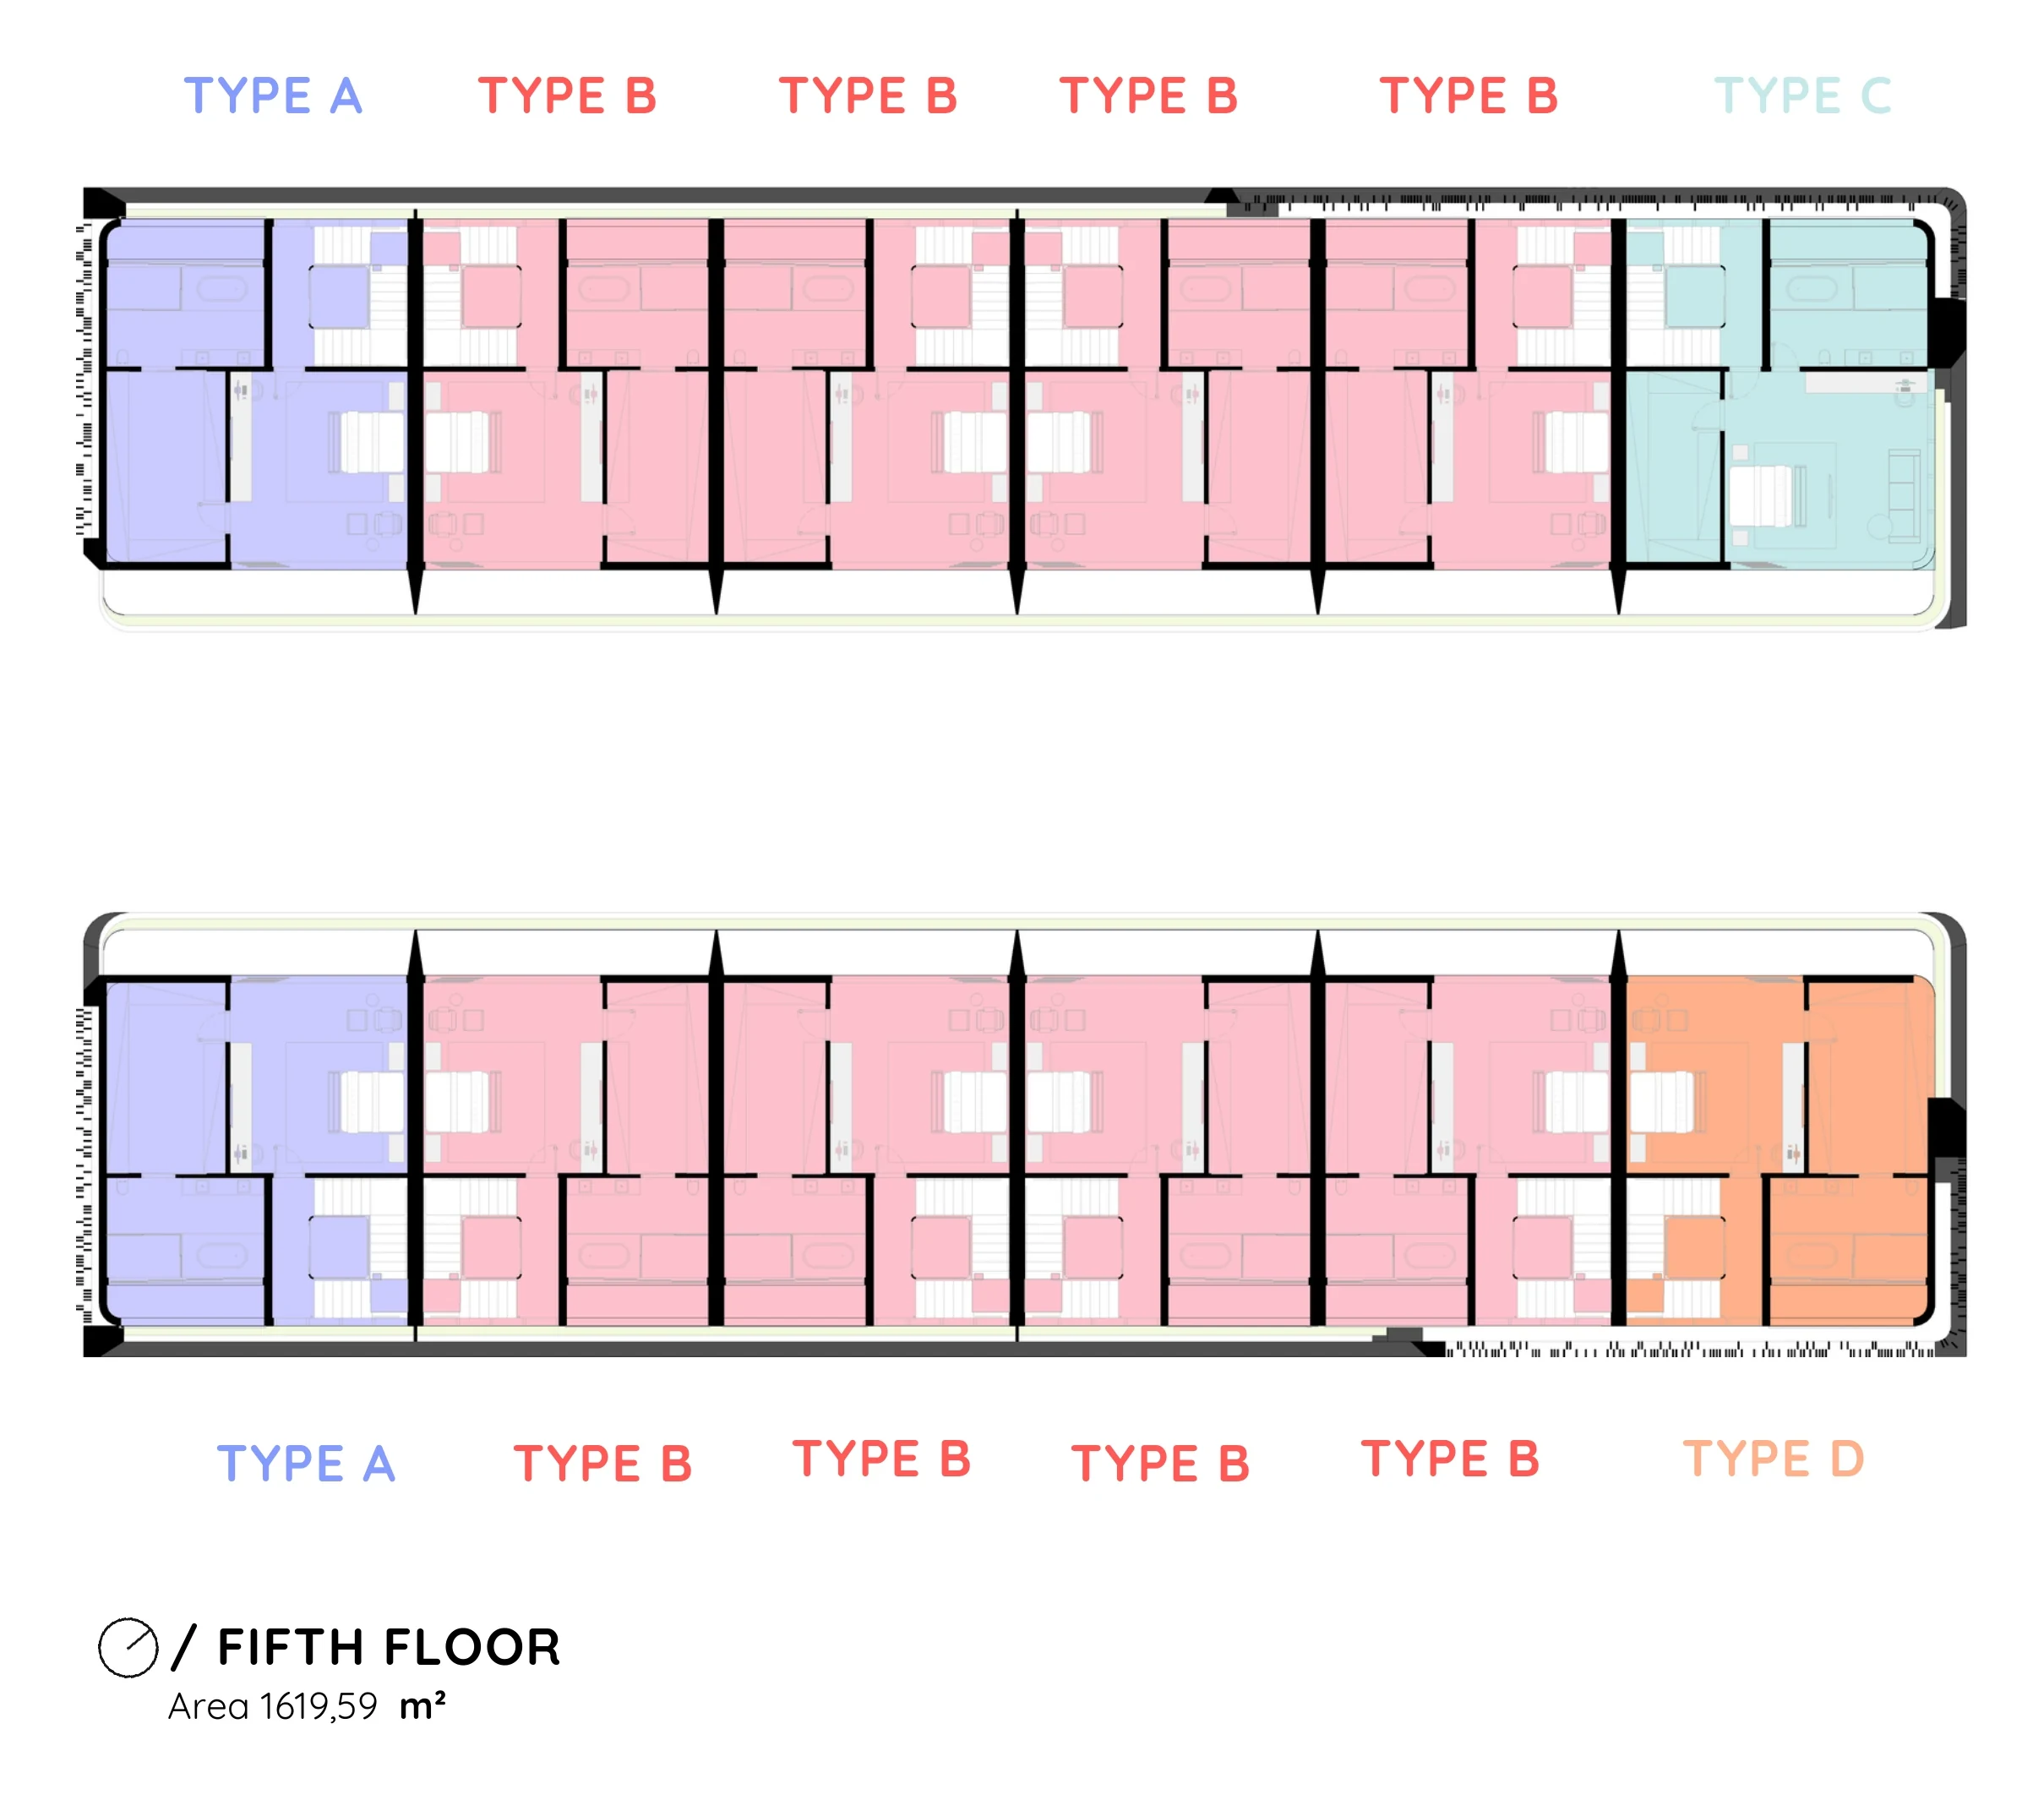 TYPE A TYPE B TYPE B TYPE B TYPE B TYPE C
TYPE A TYPE B TYPE B TYPE B TYPE B TYPE D
/ FIFTH FLOOR
Area 1619,59 m²